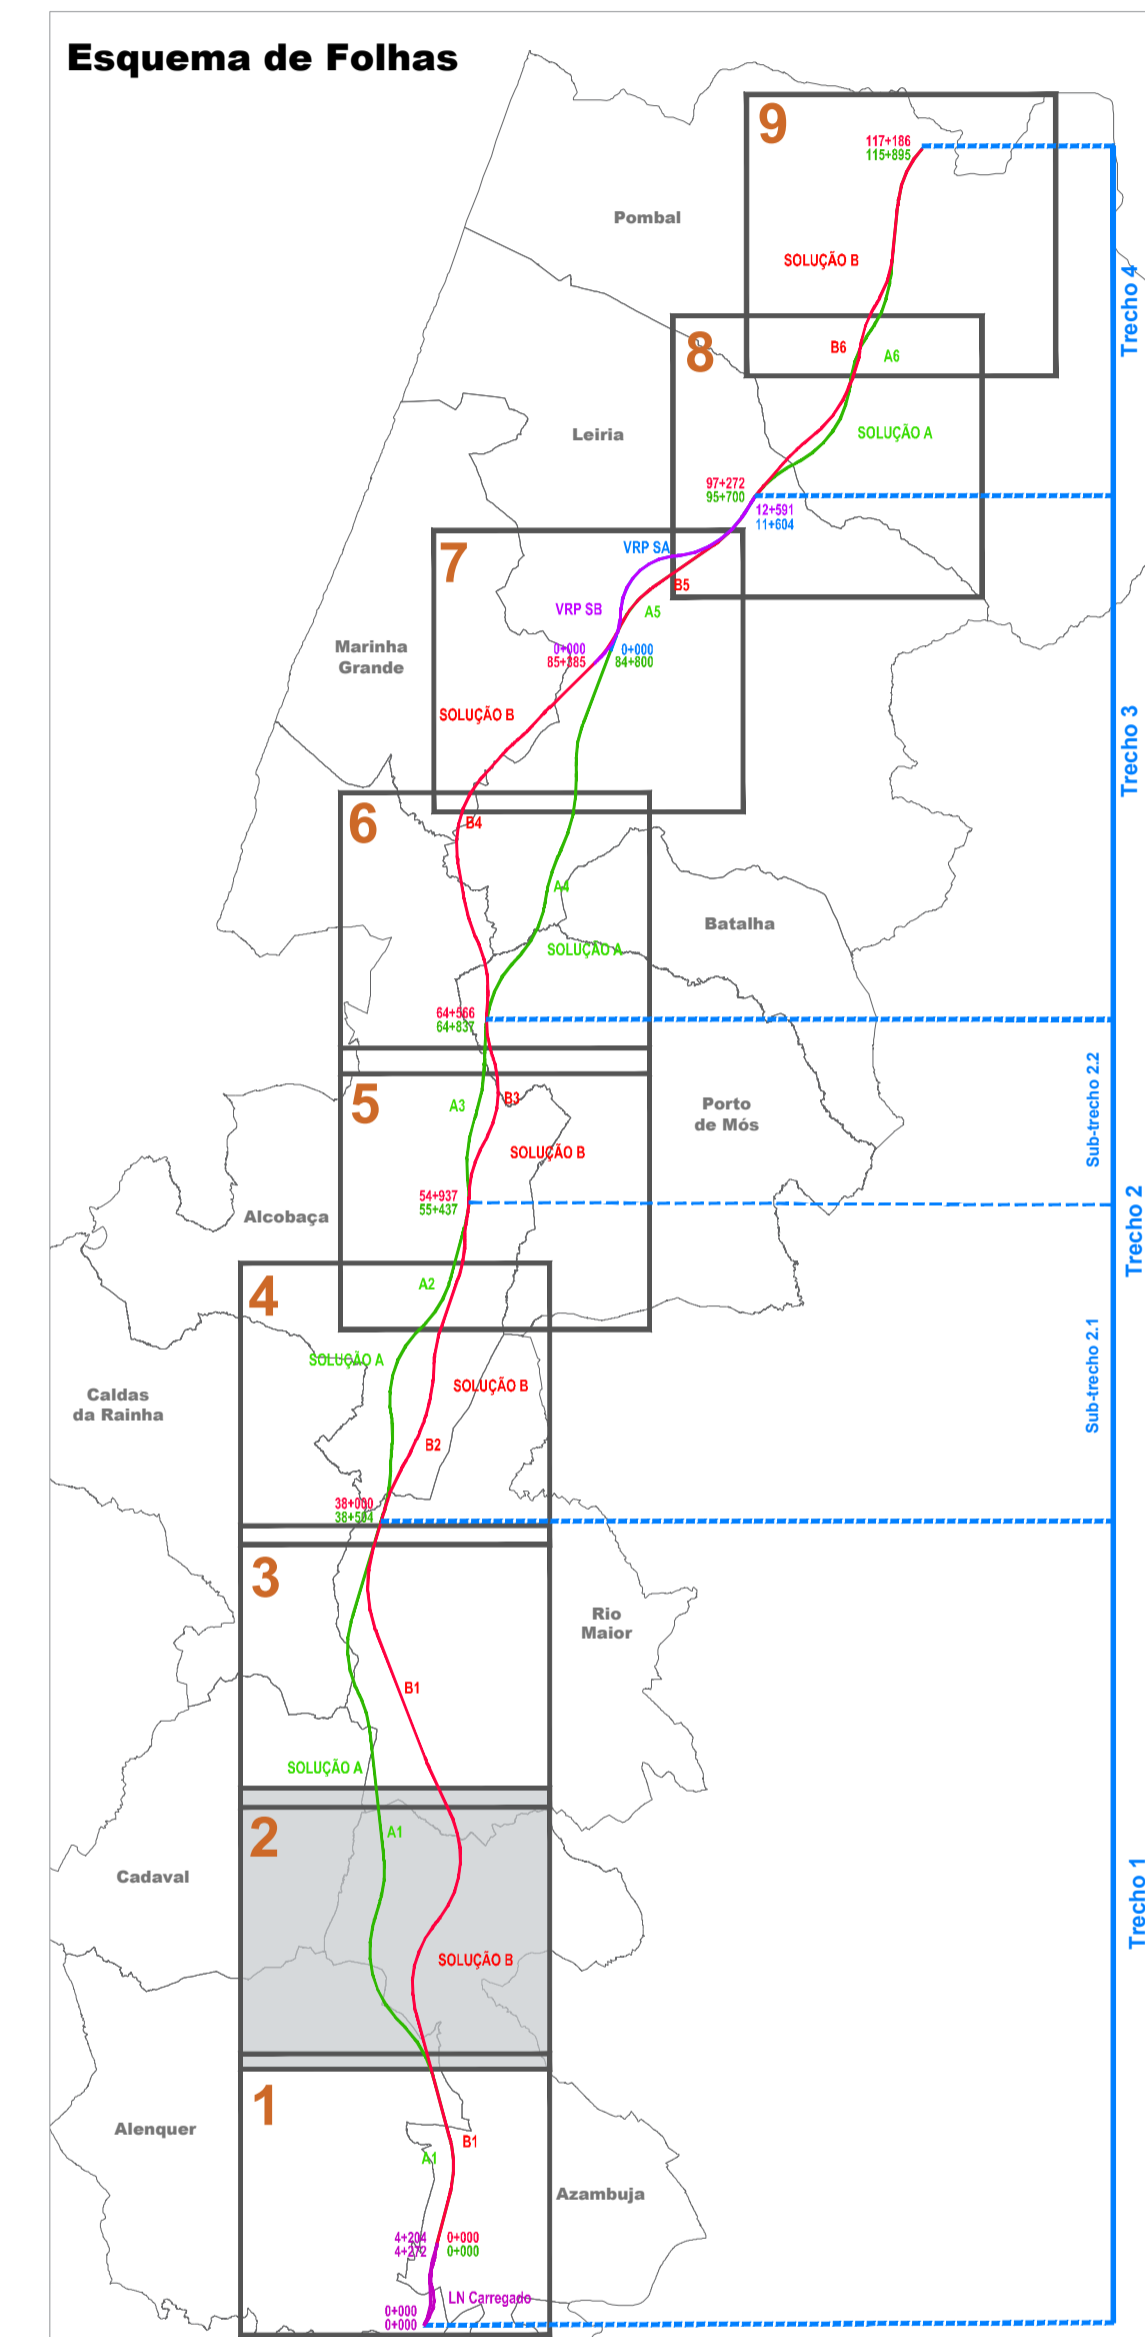 Esquema de Folhas
9
117+186
115+895
Pombal
SOLUÇÃO B
Trecho 4
8
B6
A6
Leiria
SOLUÇÃO A
97+272
95+700
12+591
11+604
7
VRP SA
B5
VRP SB
A5
Marinha
Grande
0+000
85+385
0+000
84+800
SOLUÇÃO B
Trecho 3
6
B4
A4
Batalha
SOLUÇÃO A
64+566
64+837
Sub-trecho 2.2
5
A3
B3
Porto
de Mós
SOLUÇÃO B
54+937
55+437
Alcobaça
Trecho 2
4
A2
SOLUÇÃO A
SOLUÇÃO B
Caldas
da Rainha
Sub-trecho 2.1
B2
38+000
38+504
3
Rio
Maior
B1
SOLUÇÃO A
2
A1
Cadaval
Trecho 1
SOLUÇÃO B
1
Alenquer
B1
A1
Azambuja
4+204
4+272
0+000
0+000
LN Carregado
0+000
0+000